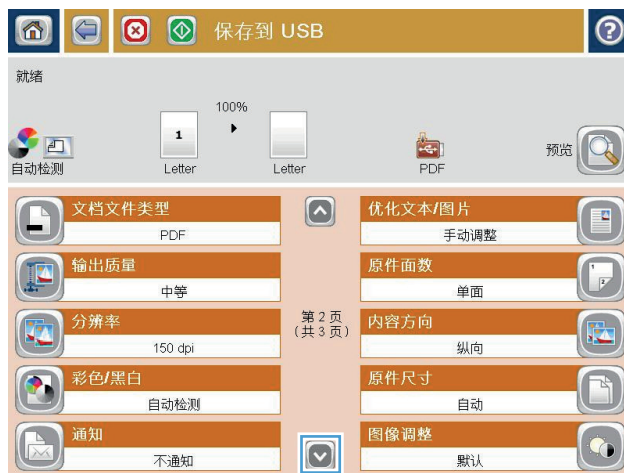 保存到 USB
就绪
100%
1
自动检测
Letter
Letter
PDF
预览
文档文件类型
PDF
输出质量
中等
分辨率
150 dpi
彩色/黑白
自动检测
通知
不通知
第 2 页
(共 3 页)
优化文本/图片
手动调整
原件面数
单面
内容方向
纵向
原件尺寸
自动
图像调整
默认